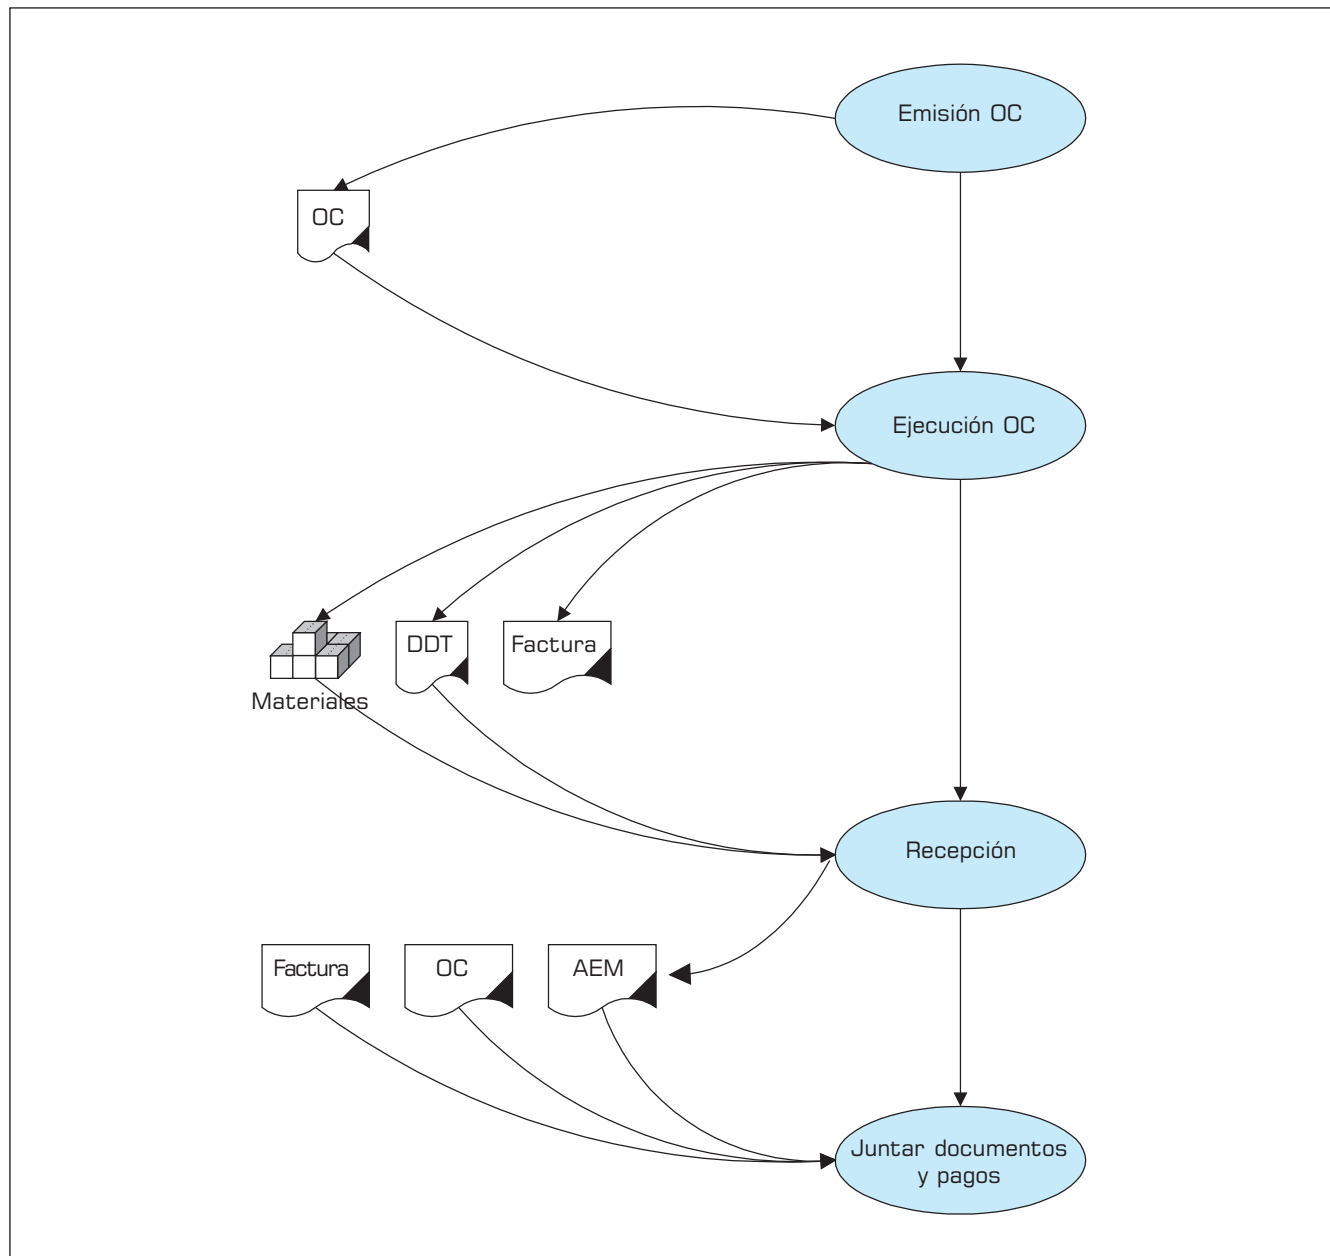 Emisión OC
OC
Ejecución OC
DDT
Factura
Materiales
Recepción
Factura
OC
AEM
Juntar documentos
y pagos